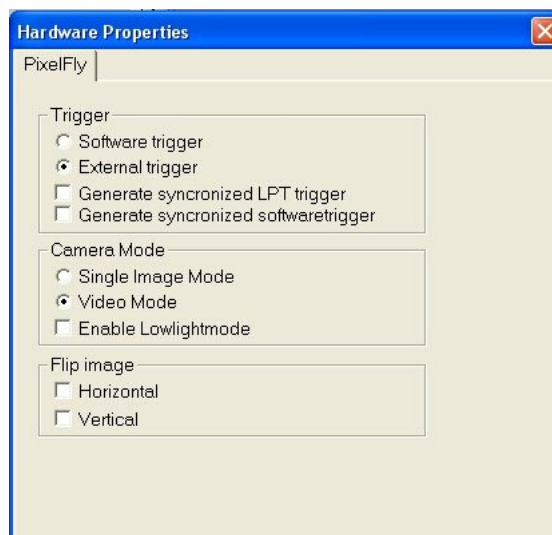 Hardware Properties
PixelFly
Trigger
Software trigger
External trigger
Generate syncronized LPT trigger
Generate syncronized softwaretrigger
Camera Mode
Single Image Mode
Video Mode
Enable Lowlightmode
Flip image
Horizontal
Vertical